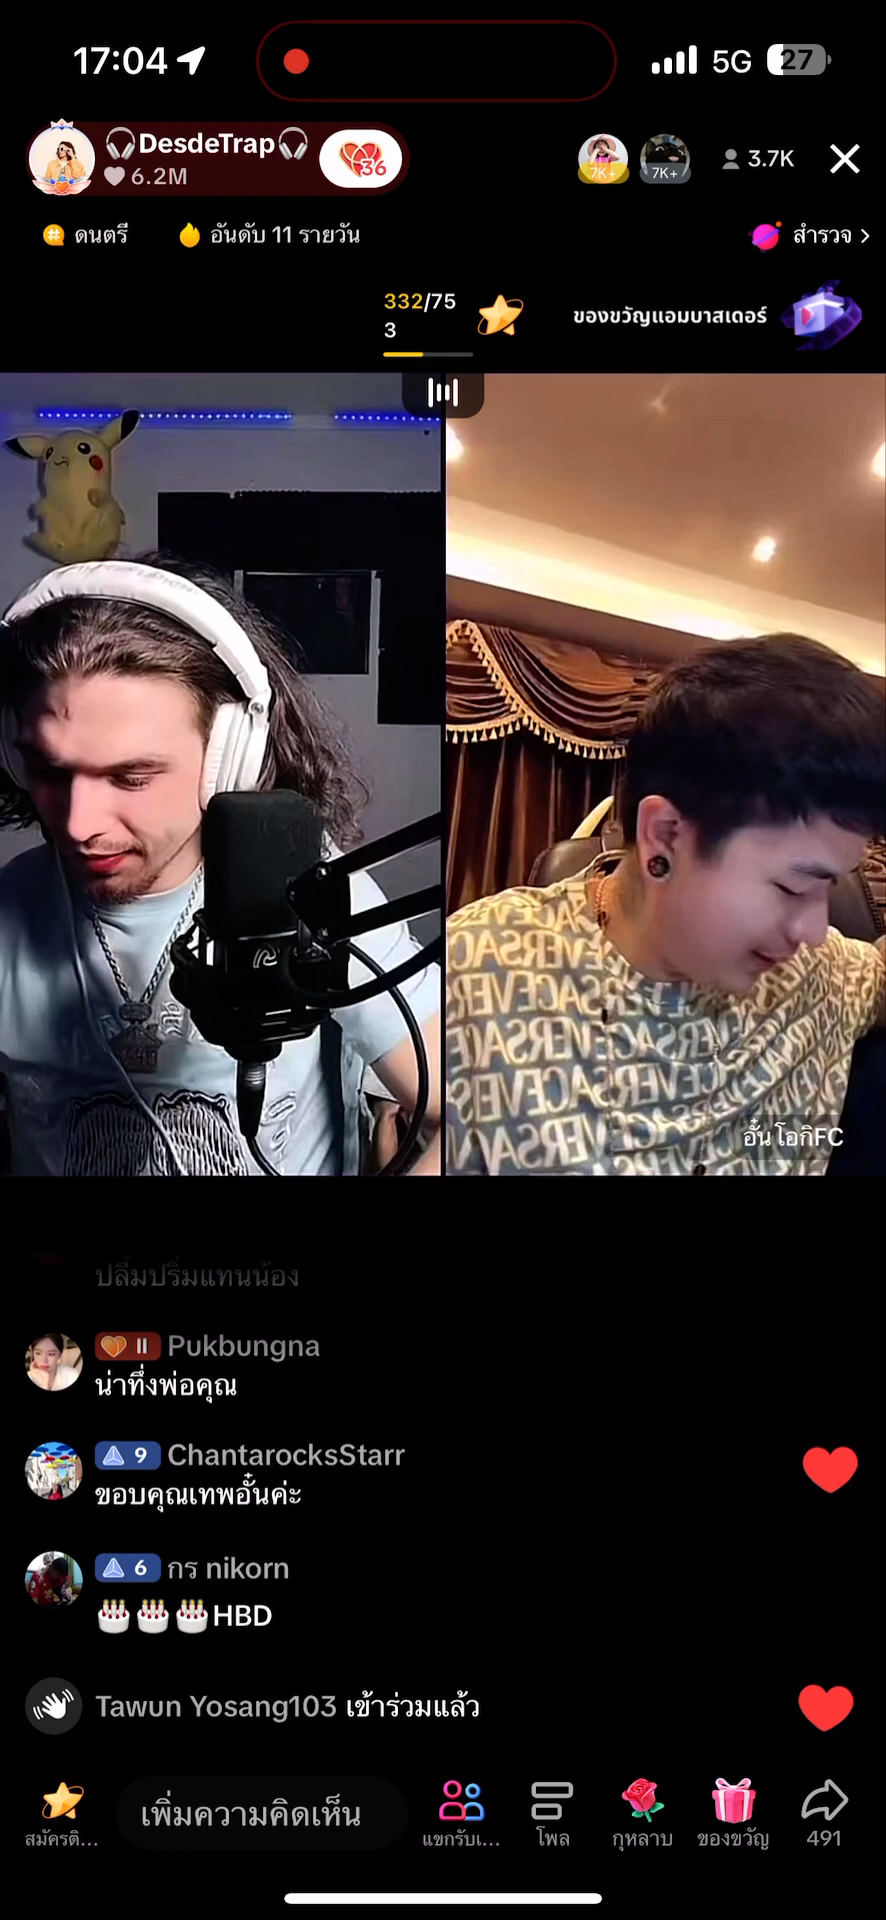 17:04
5G
27
🎧DesdeTrap🎧
6.2M
36
7K+
7K+
3.7K
ดนตรี
อันดับ 11 รายวัน
สำรวจ
332/75
3
ของขวัญแอมบาสเดอร์
อั๋นโอกิFC
ปลื้มปริ่มแทนน้อง
II Pukbungna
น่าทึ่งพ่อคุณ
9 ChantarocksStarr
ขอบคุณเทพอั๋นค่ะ
6 กร nikorn
🎂🎂🎂HBD
Tawun Yosang103 เข้าร่วมแล้ว
เพิ่มความคิดเห็น
สมัครติ...
แขกรับเ...
โพล
กุหลาบ
ของขวัญ
491